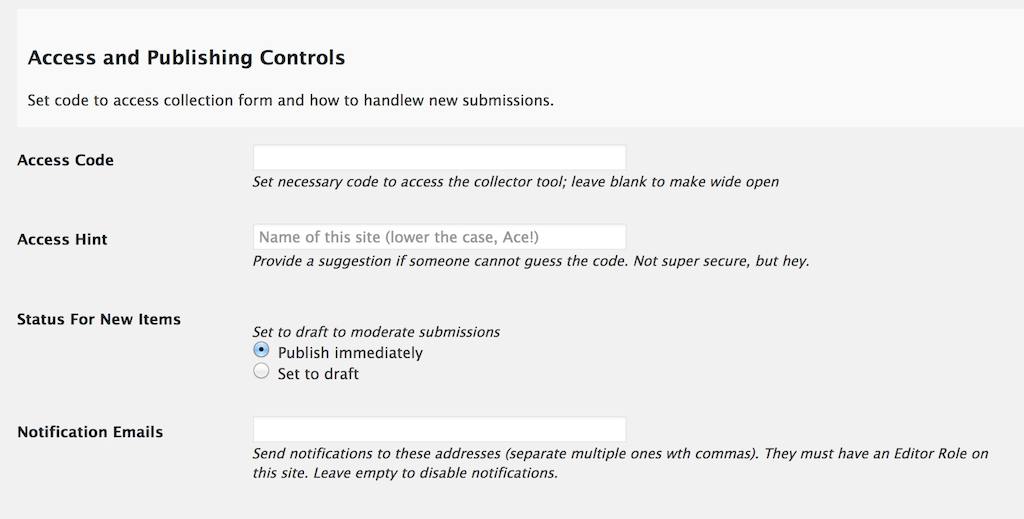 Access and Publishing Controls
Set code to access collection form and how to handlew new submissions.
Access Code
Set necessary code to access the collector tool; leave blank to make wide open
Access Hint
Name of this site (lower the case, Ace!)
Provide a suggestion if someone cannot guess the code. Not super secure, but hey.
Status For New Items
Set to draft to moderate submissions
Publish immediately
Set to draft
Notification Emails
Send notifications to these addresses (separate multiple ones wth commas). They must have an Editor Role on
this site. Leave empty to disable notifications.